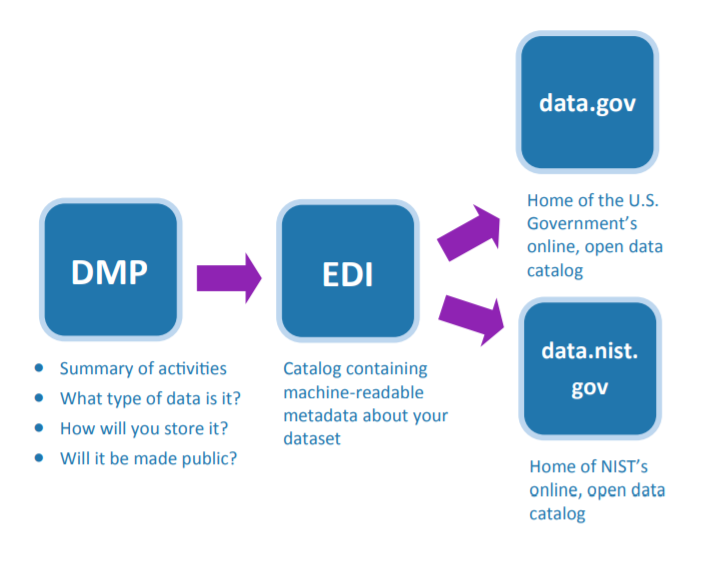 DMP
• Summary of activities
• What type of data is it?
• How will you store it?
• Will it be made public?
EDI
Catalog containing
machine-readable
metadata about your
dataset
data.gov
Home of the U.S.
Government’s
online, open data
catalog
data.nist.
gov
Home of NIST’s
online, open data
catalog